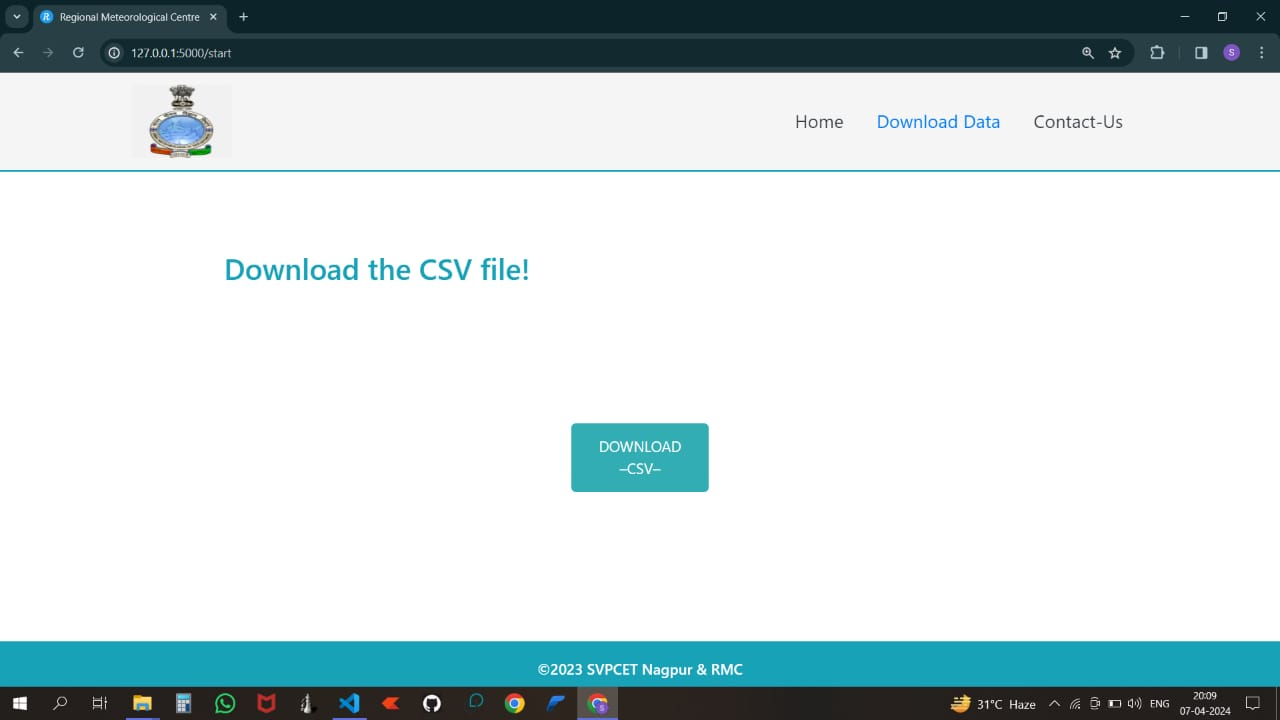 Regional Meteorological Centre
127.0.0.1:5000/start
S
Home
Download Data
Contact-Us
Download the CSV file!
DOWNLOAD
–CSV–
©2023 SVPCET Nagpur & RMC
31°C Haze
ENG
20:09
07-04-2024